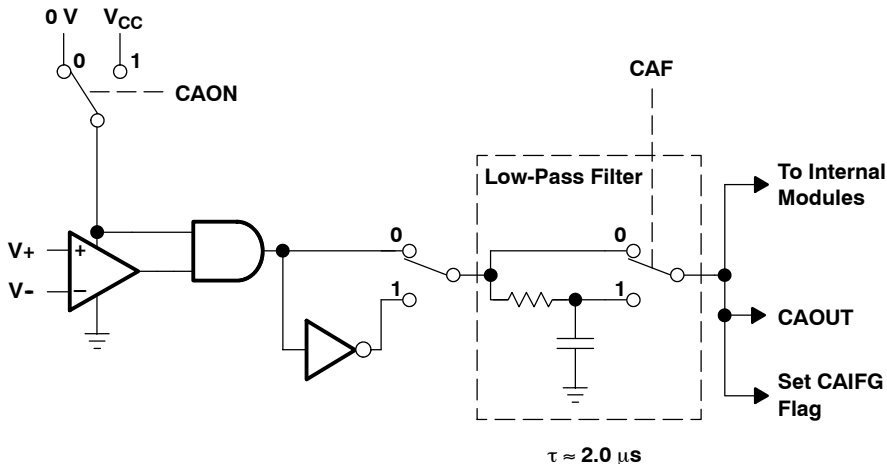 0 V
VCC
0
1
CAON
CAF
Low-Pass Filter
To Internal
Modules
V+
+
V−
−
0
1
0
1
CAOUT
Set CAIFG
Flag
τ ≈ 2.0 μs